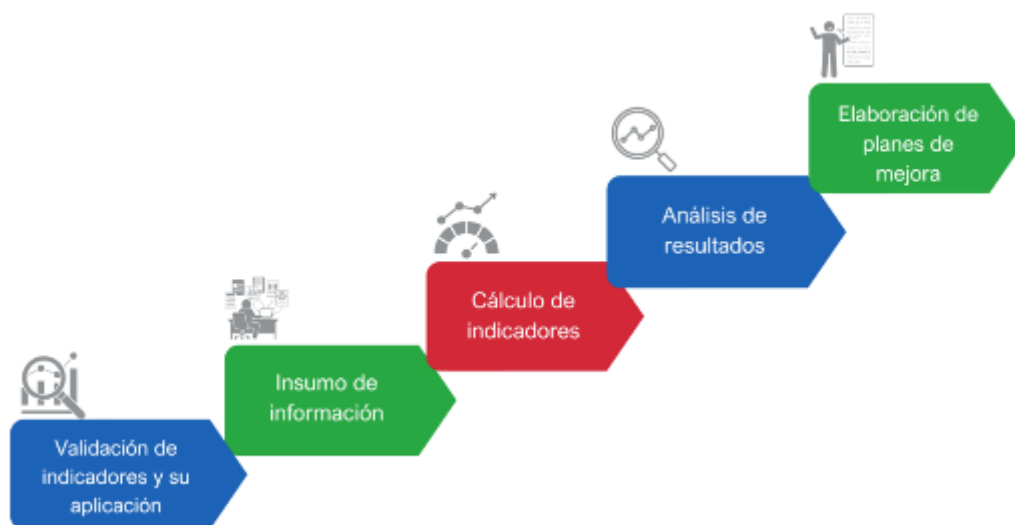 Validación de
indicadores y su
aplicación
Insumo de
información
Cálculo de
indicadores
Análisis de
resultados
Elaboración de
planes de
mejora